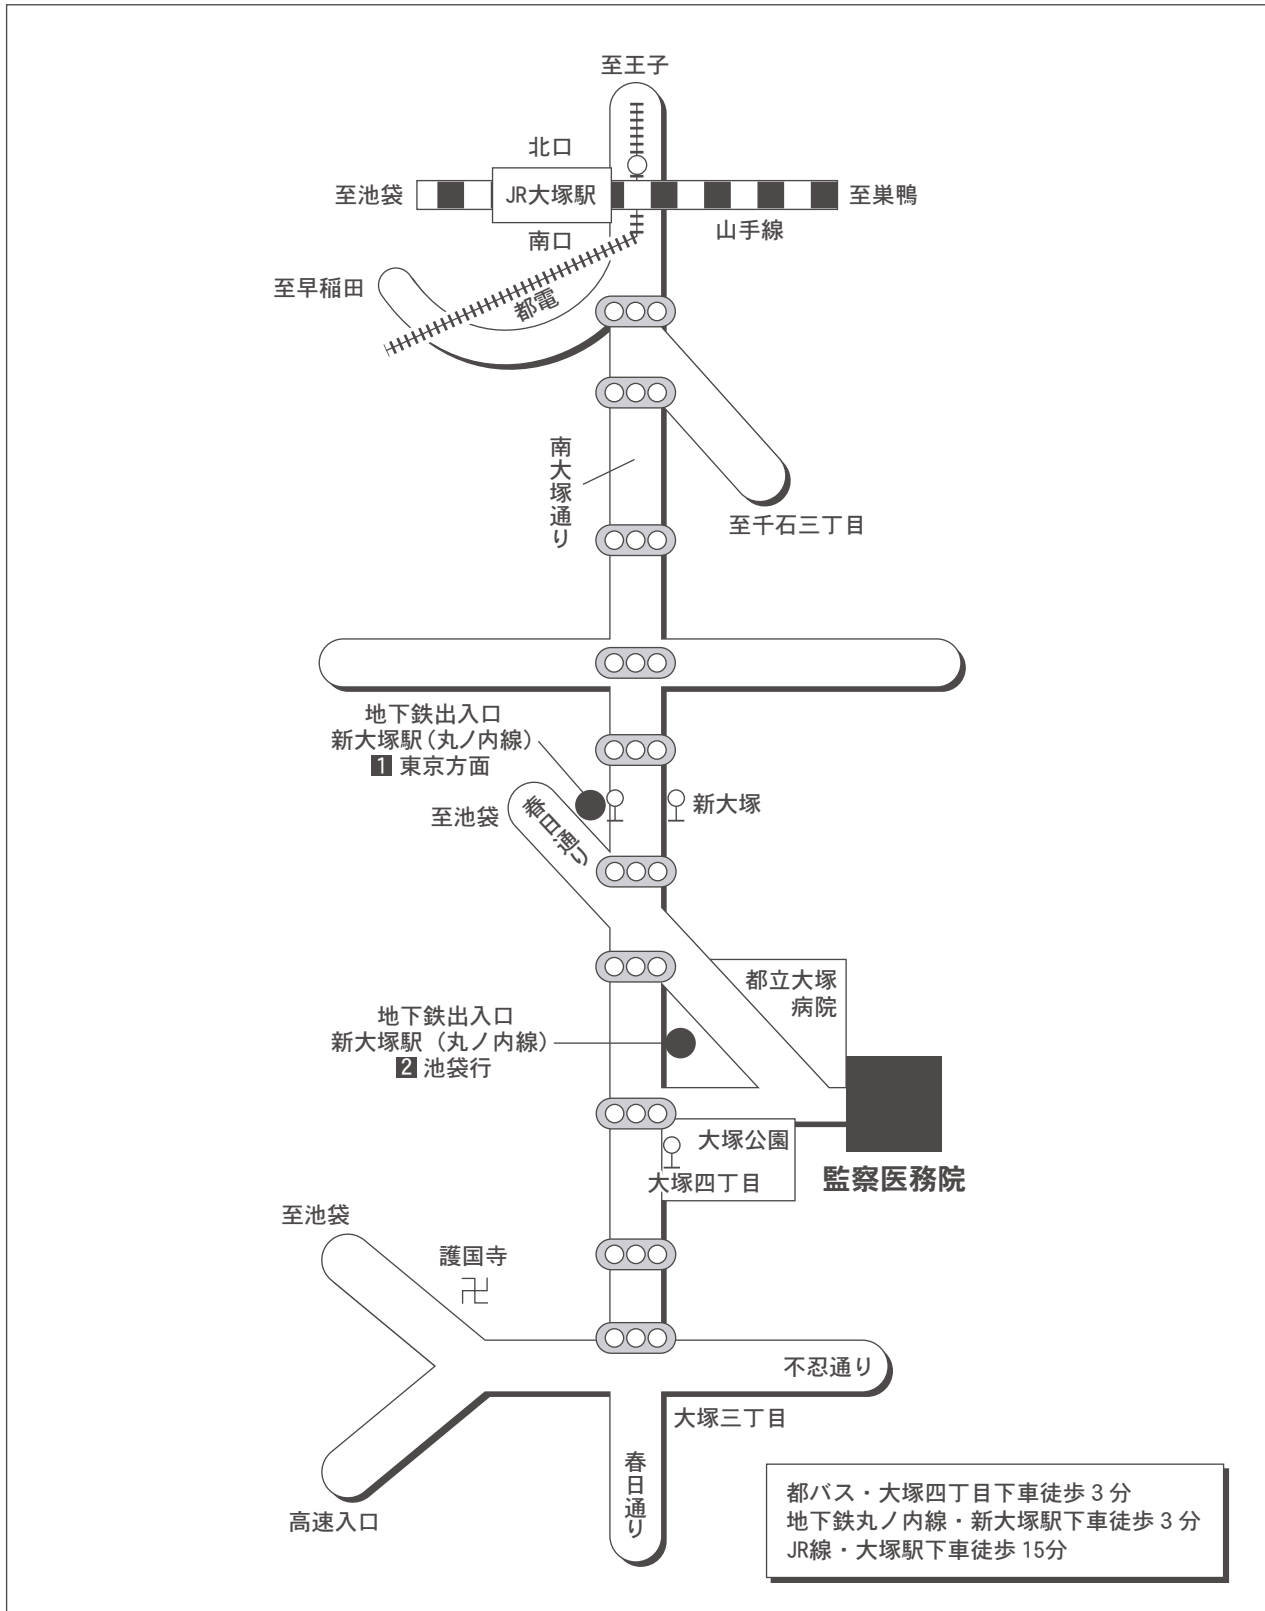 至王子
北口
至池袋
JR大塚駅
至巣鴨
南口
山手線
至早稲田
都電
南大塚通り
至千石三丁目
地下鉄出入口
新大塚駅(丸ノ内線)
1 東京方面
至池袋
春日通り
新大塚
都立大塚
病院
地下鉄出入口
新大塚駅(丸ノ内線)
2 池袋行
大塚公園
大塚四丁目
監察医務院
至池袋
護国寺
卍
不忍通り
大塚三丁目
春日通り
高速入口
都バス・大塚四丁目下車徒歩3分
地下鉄丸ノ内線・新大塚駅下車徒歩3分
JR線・大塚駅下車徒歩15分